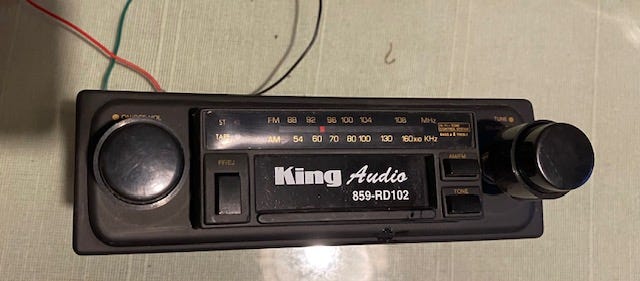 ON/OFF-VOL
ST FM 88 92 96 100 104 108 MHz
TAPE AM 54 60 70 80 100 130 160x10 KHz
TUNE
FF/EJ
AM/FM
King Audio
859-RD102
TONE